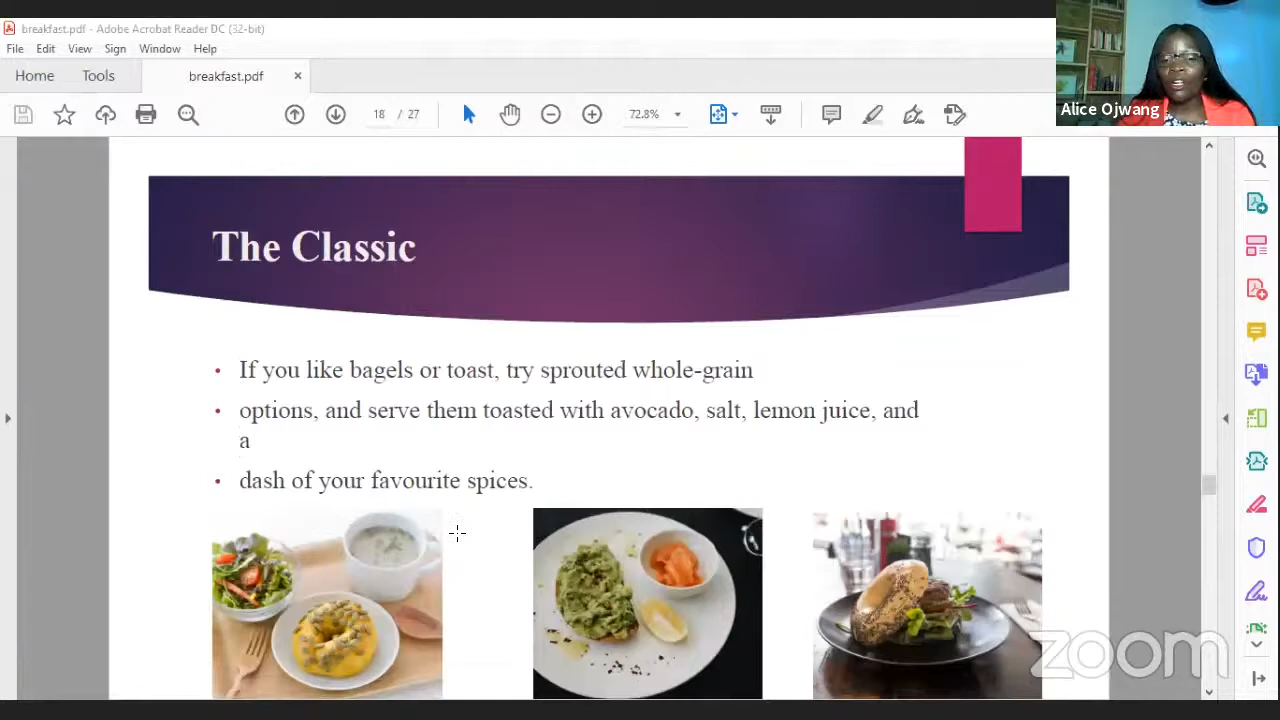 breakfast.pdf - Adobe Acrobat Reader DC (32-bit)
File Edit View Sign Window Help
Home Tools breakfast.pdf ×
18 / 27 72.8%
Alice Ojwang
The Classic
• If you like bagels or toast, try sprouted whole-grain
• options, and serve them toasted with avocado, salt, lemon juice, and
a
• dash of your favourite spices.
zoom